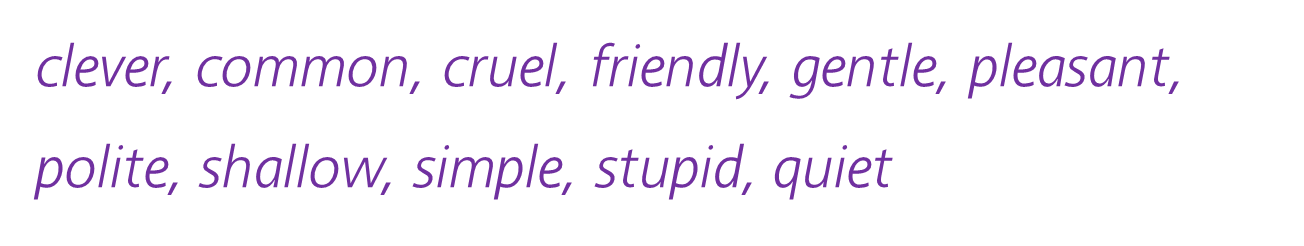 clever, common, cruel, friendly, gentle, pleasant,
polite, shallow, simple, stupid, quiet